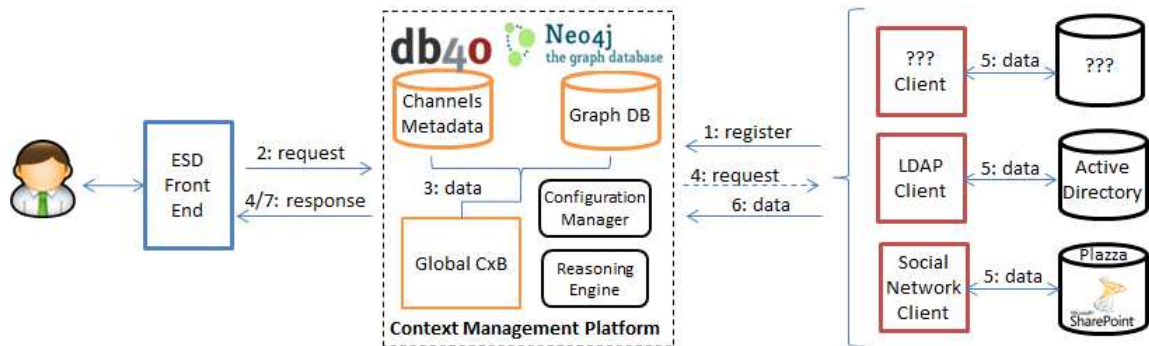 ESD
Front
End
2: request
4/7: response
db4o
Neo4j
the graph database
Channels
Metadata
Graph DB
3: data
Global CxB
Configuration
Manager
Reasoning
Engine
Context Management Platform
1: register
4: request
6: data
???
Client
5: data
???
LDAP
Client
5: data
Active
Directory
Social
Network
Client
5: data
Plazza
Microsoft
SharePoint